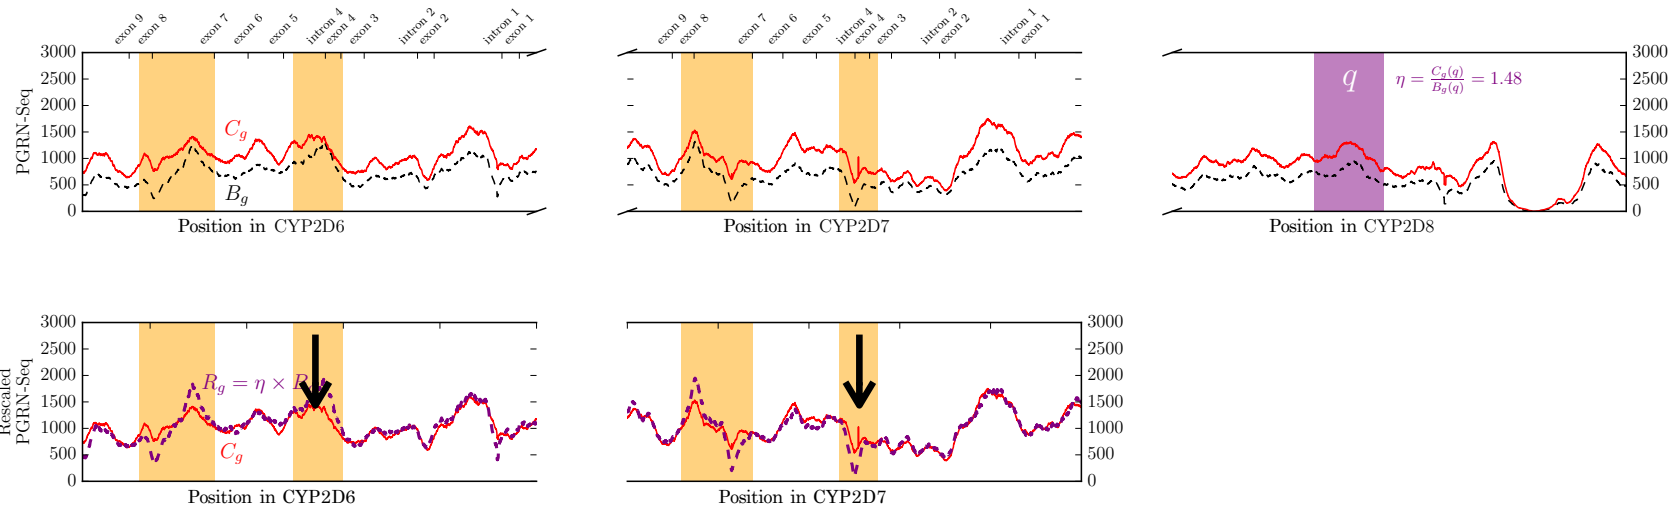 exon 9
exon 8
exon 7
exon 6
exon 5
intron 4
exon 4
exon 3
intron 2
exon 2
intron 1
exon 1
exon 9
exon 8
exon 7
exon 6
exon 5
intron 4
exon 4
exon 3
intron 2
exon 2
intron 1
exon 1
PGRN-Seq
3000
2500
2000
1500
1000
500
0
C_g
B_g
Position in CYP2D6
Position in CYP2D7
q
η = C_g(q)/B_g(q) = 1.48
3000
2500
2000
1500
1000
500
0
Position in CYP2D8
Rescaled
PGRN-Seq
3000
2500
2000
1500
1000
500
0
R_g = η × B
C_g
Position in CYP2D6
3000
2500
2000
1500
1000
500
0
Position in CYP2D7